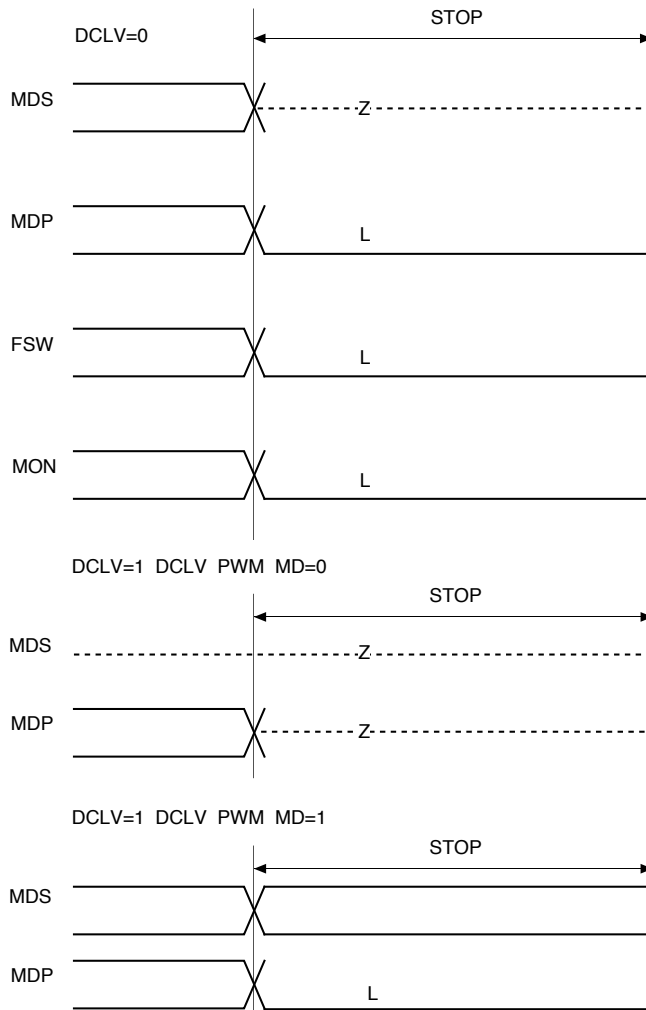 DCLV=0
STOP
MDS
Z
MDP
L
FSW
L
MON
L
DCLV=1 DCLV PWM MD=0
STOP
MDS
Z
MDP
Z
DCLV=1 DCLV PWM MD=1
STOP
MDS
MDP
L